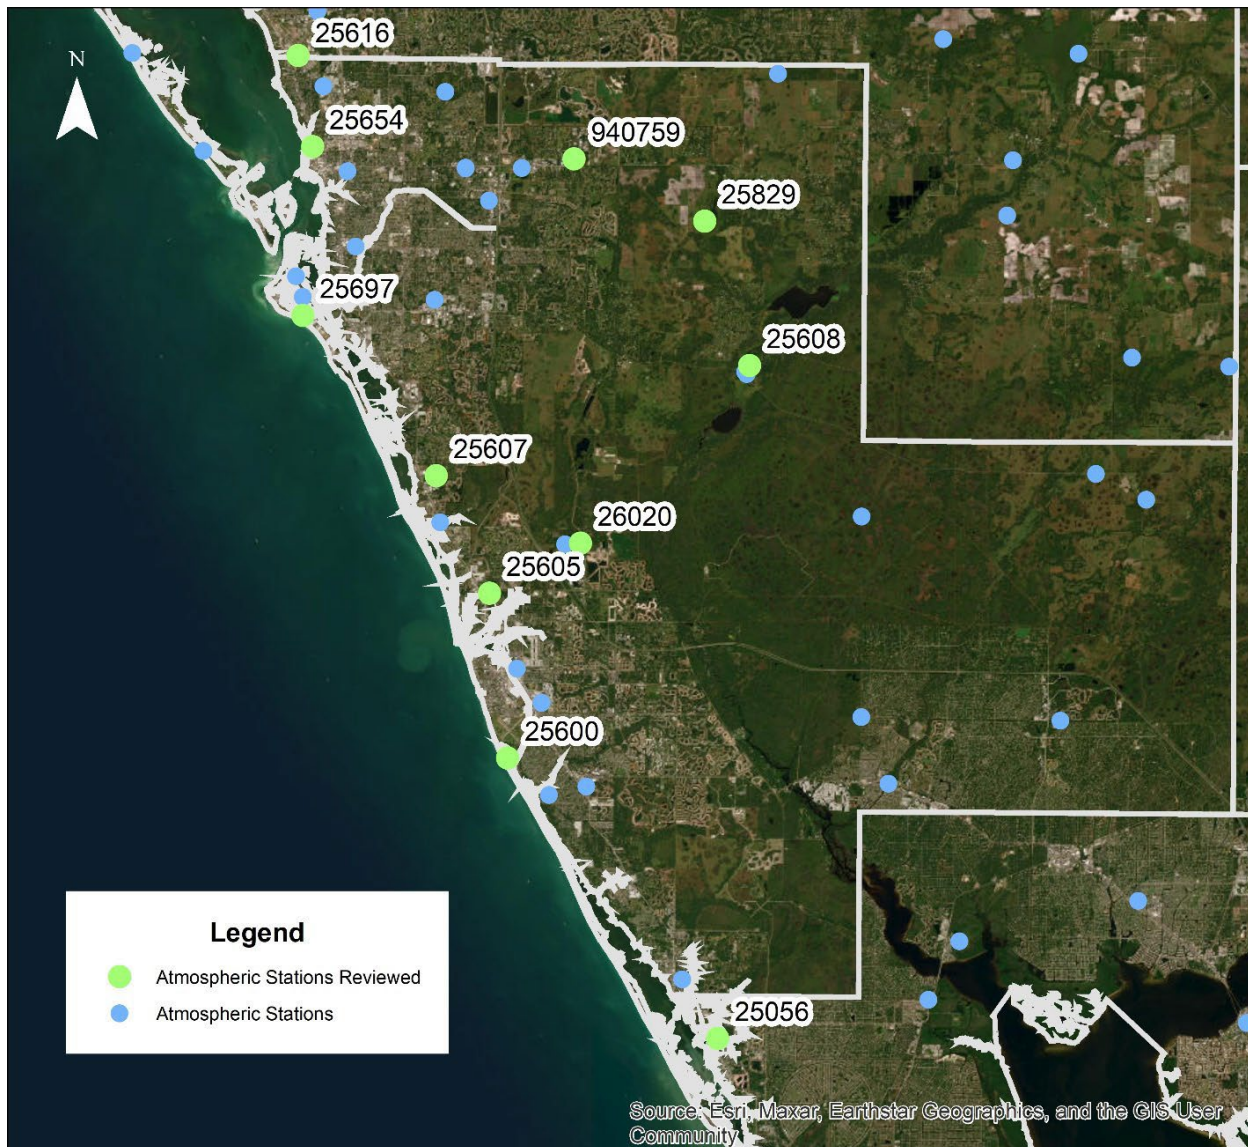 25616
N
25654
940759
25829
25697
25608
25607
26020
25605
25600
Legend
Atmospheric Stations Reviewed
Atmospheric Stations
25056
Source: Esri, Maxar, Earthstar Geographics, and the GIS User
Community